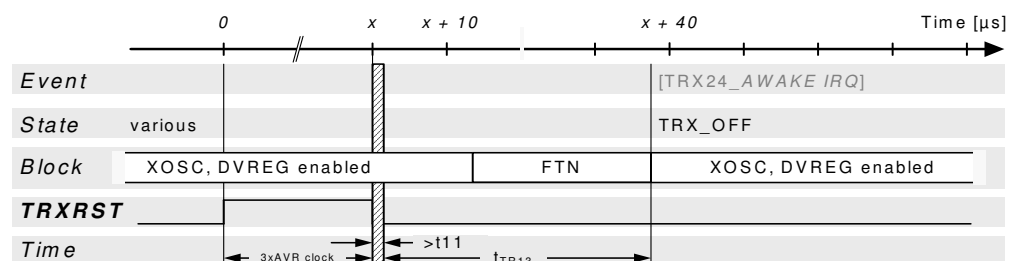 0 x x + 10 x + 40 Time [µs]
Event [TRX24_AWAKE IRQ]
State various TRX_OFF
Block XOSC, DVREG enabled FTN XOSC, DVREG enabled
TRXRST
Time 3xAVR clock >t11 tTR13